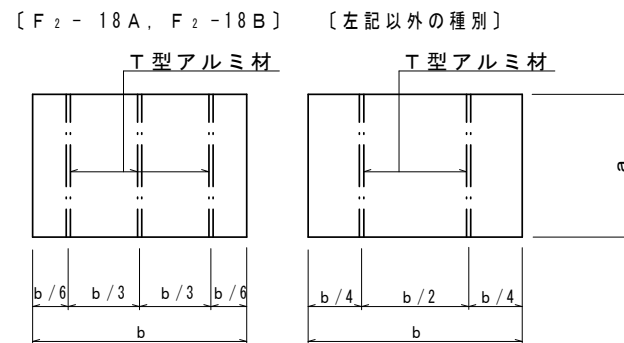 〔F₂-18A，F₂-18B〕 〔左記以外の種別〕
T型アルミ材 T型アルミ材
a
b/6 b/3 b/3 b/6 b/4 b/2 b/4
b b